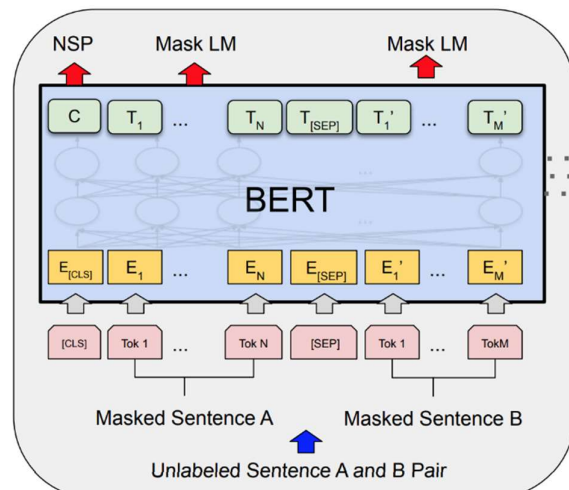 NSP Mask LM Mask LM
C T1 ... TN T[SEP] T1' ... TM'
...
BERT
...
E[CLS] E1 ... EN E[SEP] E1' ... EM'
[CLS] Tok 1 ... Tok N [SEP] Tok 1 ... TokM
Masked Sentence A Masked Sentence B
Unlabeled Sentence A and B Pair